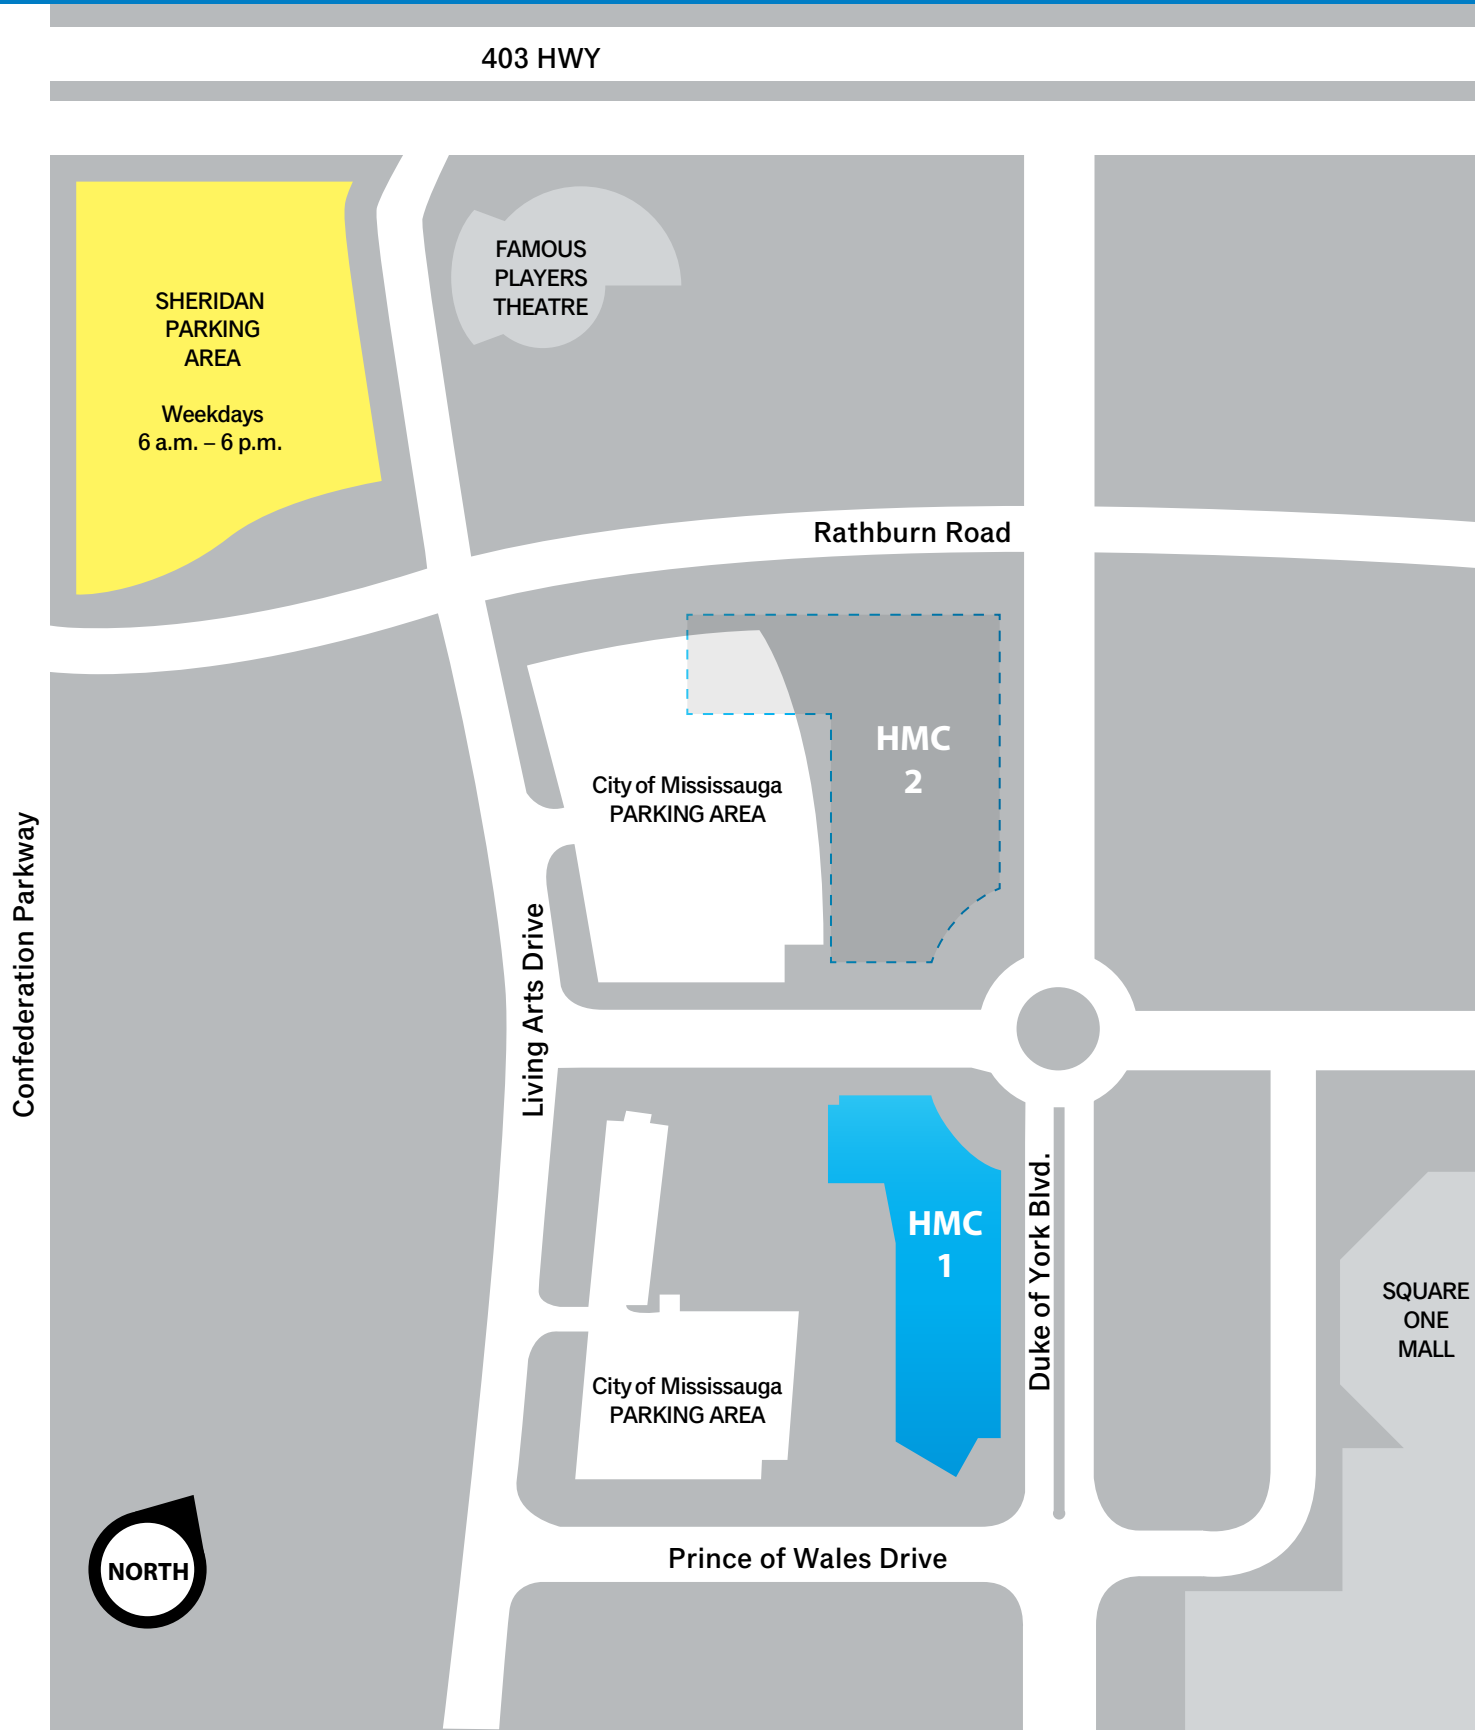 403 HWY
FAMOUS
PLAYERS
THEATRE
SHERIDAN
PARKING
AREA
Weekdays
6 a.m. – 6 p.m.
Rathburn Road
HMC
2
City of Mississauga
PARKING AREA
Confederation Parkway
Living Arts Drive
Duke of York Blvd.
HMC
1
SQUARE
ONE
MALL
City of Mississauga
PARKING AREA
Prince of Wales Drive
NORTH